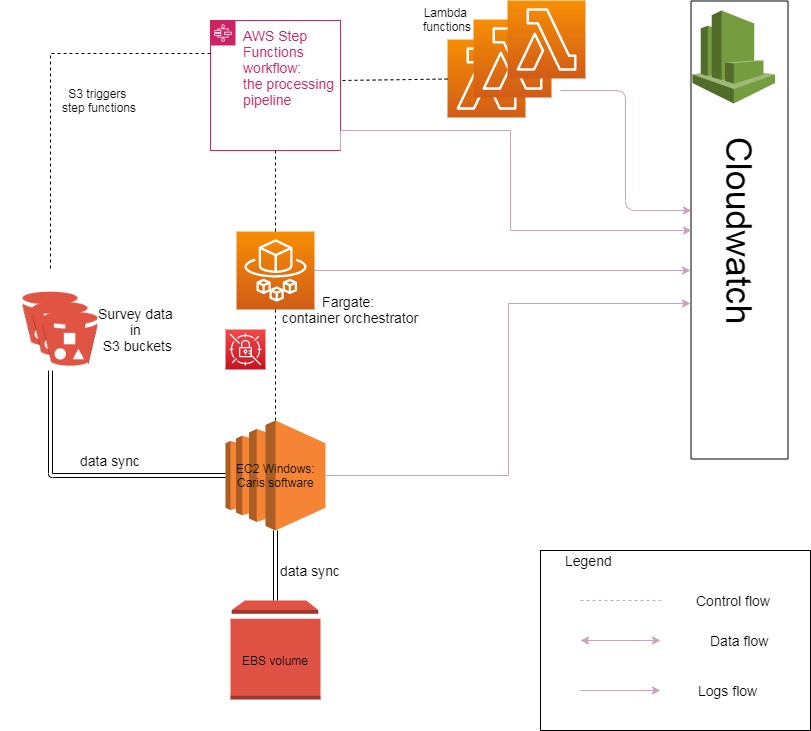 Lambda
functions
AWS Step
Functions
workflow:
the processing
pipeline
S3 triggers
step functions
Cloudwatch
Fargate:
container orchestrator
Survey data
in
S3 buckets
data sync
EC2 Windows:
Caris software
data sync
EBS volume
Legend
Control flow
Data flow
Logs flow